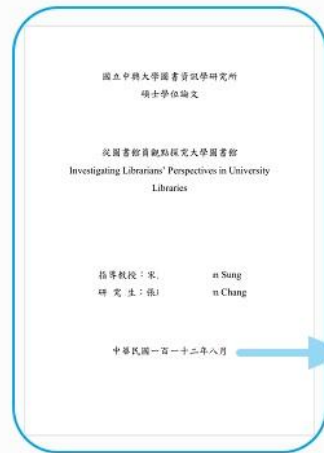 國立中興大學圖書資訊學研究所
碩士學位論文
從圖書館員觀點探究大學圖書館
Investigating Librarians' Perspectives in University
Libraries
指導教授：宋 Sung
研 究 生：張 Chang
中華民國一百一十二年八月